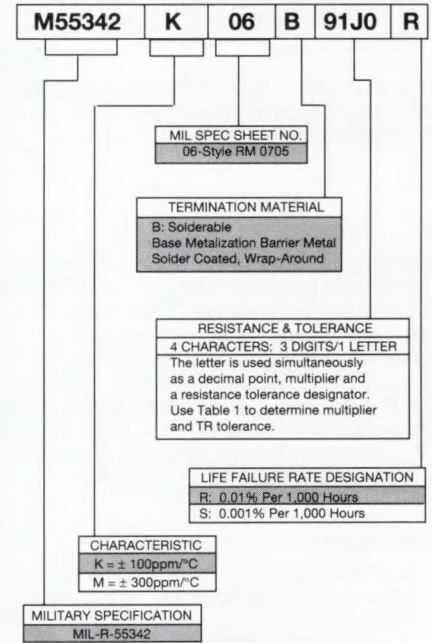 M55342 K 06 B 91J0 R
MIL SPEC SHEET NO.
06-Style RM 0705
TERMINATION MATERIAL
B: Solderable
Base Metalization Barrier Metal
Solder Coated, Wrap-Around
RESISTANCE & TOLERANCE
4 CHARACTERS: 3 DIGITS/1 LETTER
The letter is used simultaneously
as a decimal point, multiplier and
a resistance tolerance designator.
Use Table 1 to determine multiplier
and TR tolerance.
LIFE FAILURE RATE DESIGNATION
R: 0.01% Per 1,000 Hours
S: 0.001% Per 1,000 Hours
CHARACTERISTIC
K = ± 100ppm/°C
M = ± 300ppm/°C
MILITARY SPECIFICATION
MIL-R-55342